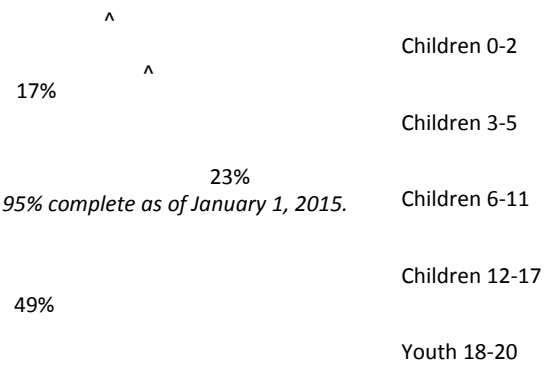 ^
^
17%
23%
95% complete as of January 1, 2015.
49%
Children 0-2
Children 3-5
Children 6-11
Children 12-17
Youth 18-20